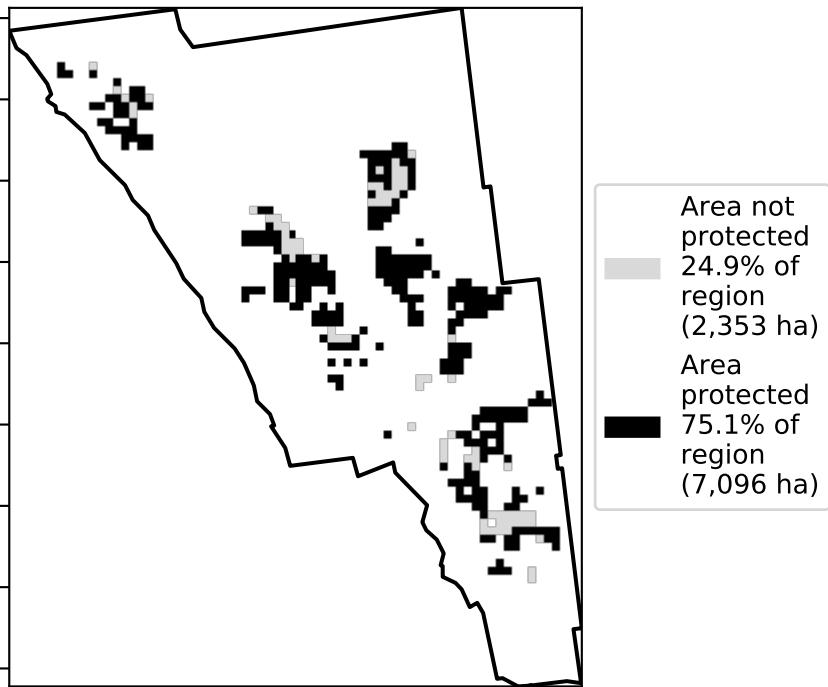 Area not
protected
24.9% of
region
(2,353 ha)
Area
protected
75.1% of
region
(7,096 ha)